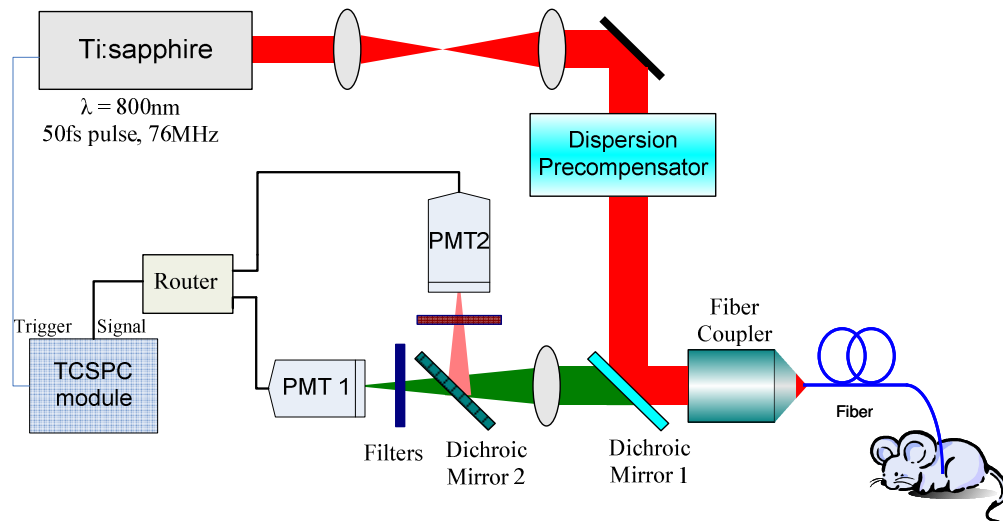 Ti:sapphire
λ = 800nm
50fs pulse, 76MHz
Dispersion
Precompensator
PMT2
Router
Trigger
Signal
TCSPC
module
PMT 1
Filters
Dichroic
Mirror 2
Dichroic
Mirror 1
Fiber
Coupler
Fiber